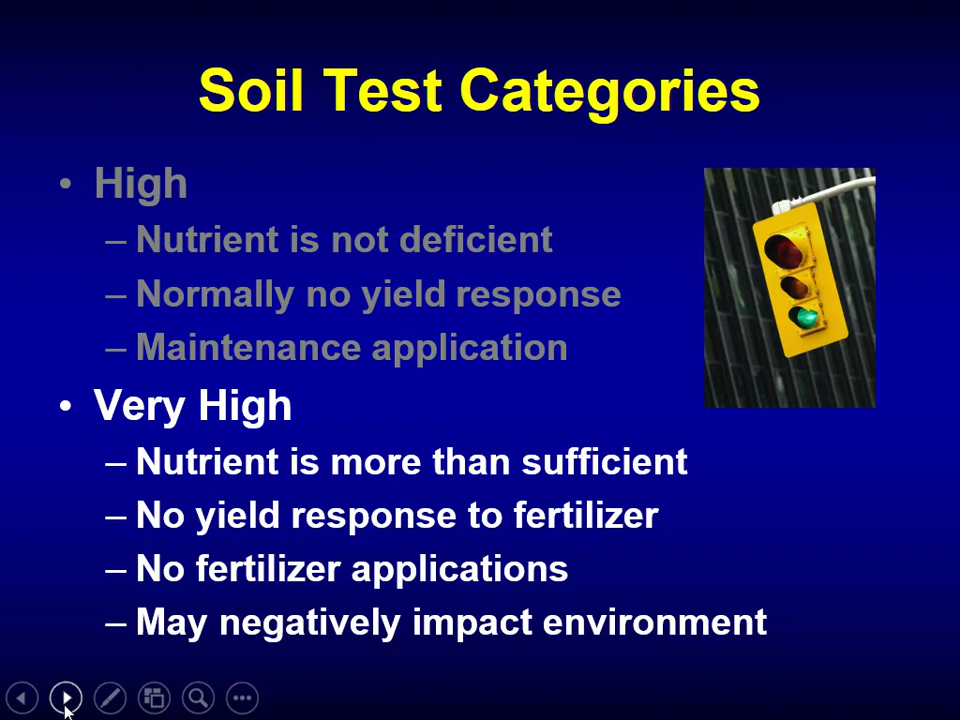 Soil Test Categories
• High
– Nutrient is not deficient
– Normally no yield response
– Maintenance application
• Very High
– Nutrient is more than sufficient
– No yield response to fertilizer
– No fertilizer applications
– May negatively impact environment